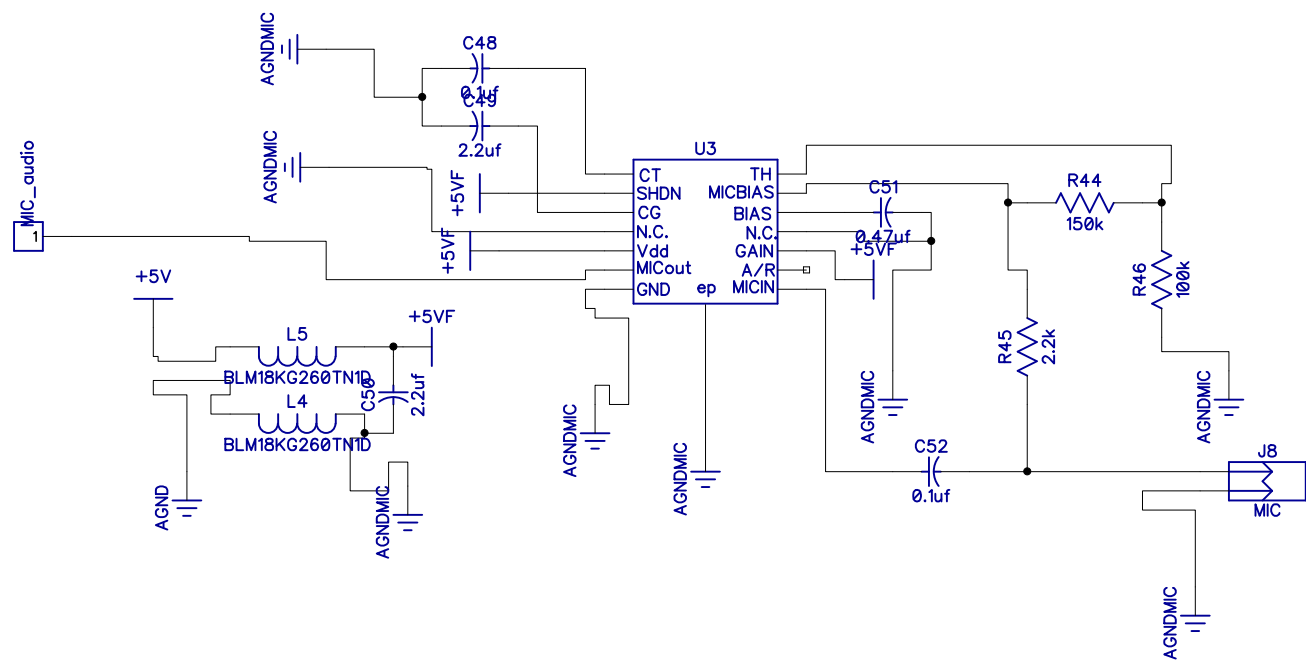 AGNDMIC
C48
0.1uf
C49
2.2uf
AGNDMIC
MIC_audio
1
+5VF
+5VF
U3
CT
SHDN
CG
N.C.
Vdd
MICout
GND
ep
TH
MICBIAS
BIAS
N.C.
GAIN
A/R
MICIN
C51
0.47uf
+5VF
R44
150k
R46
100k
R45
2.2k
+5V
L5
BLM18KG260TN1D
+5VF
C50
2.2uf
L4
BLM18KG260TN1D
AGND
AGNDMIC
AGNDMIC
AGNDMIC
AGNDMIC
AGNDMIC
C52
0.1uf
J8
MIC
AGNDMIC